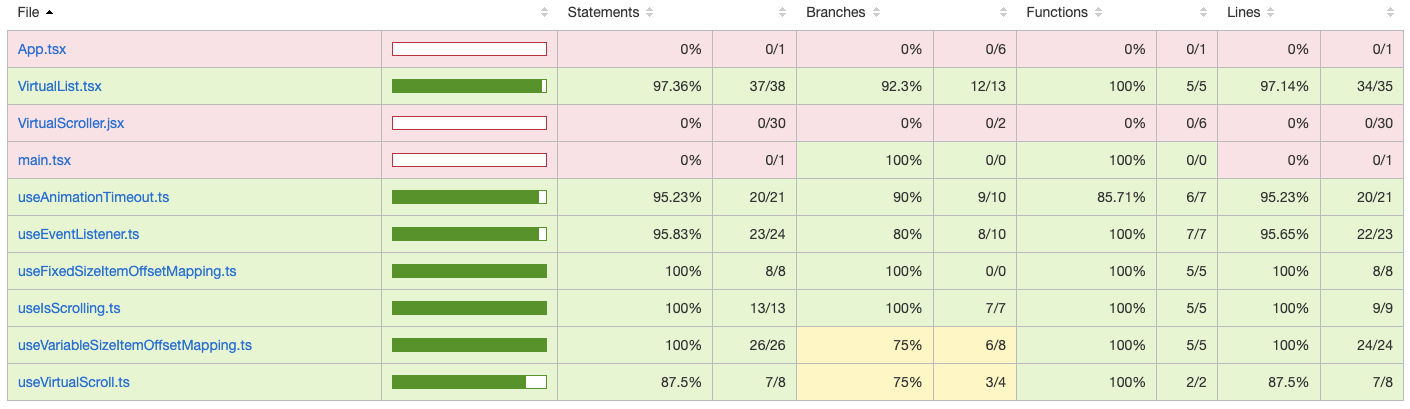 File Statements Branches Functions Lines
App.tsx 0% 0/1 0% 0/6 0% 0/1 0% 0/1
VirtualList.tsx 97.36% 37/38 92.3% 12/13 100% 5/5 97.14% 34/35
VirtualScroller.jsx 0% 0/30 0% 0/2 0% 0/6 0% 0/30
main.tsx 0% 0/1 100% 0/0 100% 0/0 0% 0/1
useAnimationTimeout.ts 95.23% 20/21 90% 9/10 85.71% 6/7 95.23% 20/21
useEventListener.ts 95.83% 23/24 80% 8/10 100% 7/7 95.65% 22/23
useFixedSizeItemOffsetMapping.ts 100% 8/8 100% 0/0 100% 5/5 100% 8/8
useIsScrolling.ts 100% 13/13 100% 7/7 100% 5/5 100% 9/9
useVariableSizeItemOffsetMapping.ts 100% 26/26 75% 6/8 100% 5/5 100% 24/24
useVirtualScroll.ts 87.5% 7/8 75% 3/4 100% 2/2 87.5% 7/8